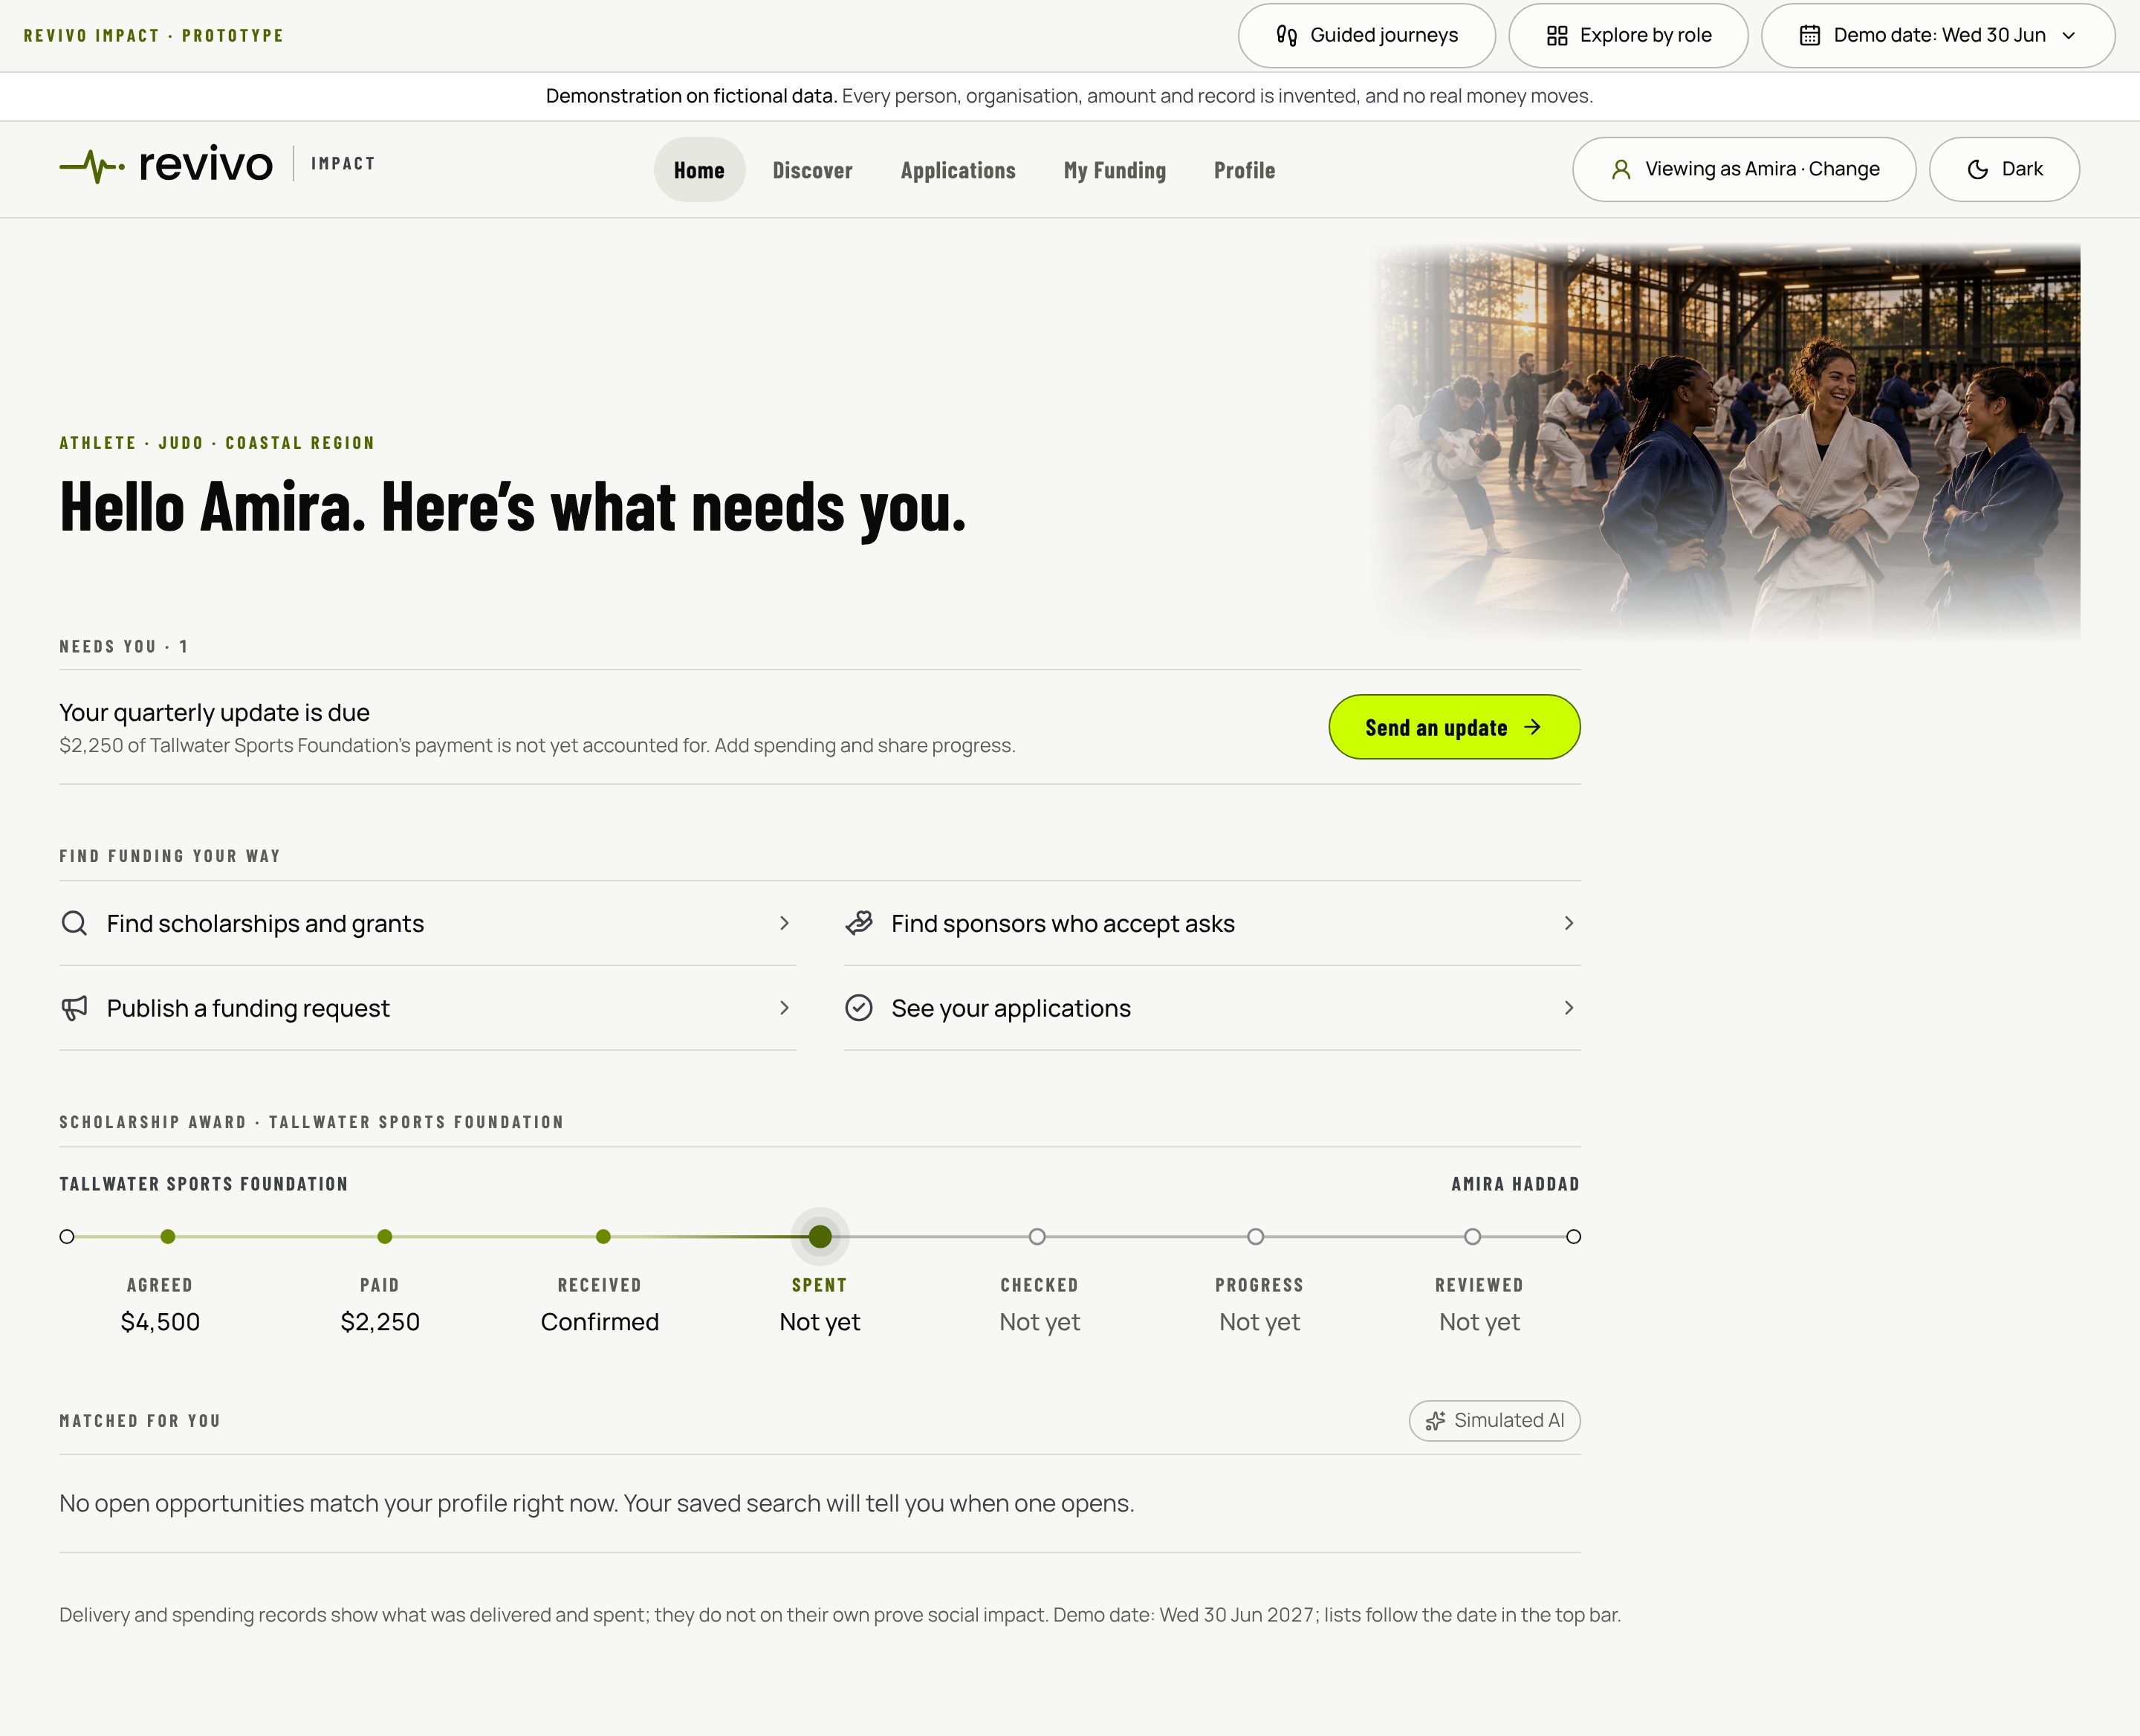 REVIVO IMPACT · PROTOTYPE
Guided journeys
Explore by role
Demo date: Wed 30 Jun
Demonstration on fictional data. Every person, organisation, amount and record is invented, and no real money moves.
revivo IMPACT
Home
Discover
Applications
My Funding
Profile
Viewing as Amira · Change
Dark
ATHLETE · JUDO · COASTAL REGION
Hello Amira. Here’s what needs you.
NEEDS YOU · 1
Your quarterly update is due
$2,250 of Tallwater Sports Foundation’s payment is not yet accounted for. Add spending and share progress.
Send an update
FIND FUNDING YOUR WAY
Find scholarships and grants
Find sponsors who accept asks
Publish a funding request
See your applications
SCHOLARSHIP AWARD · TALLWATER SPORTS FOUNDATION
TALLWATER SPORTS FOUNDATION
AMIRA HADDAD
AGREED
PAID
RECEIVED
SPENT
CHECKED
PROGRESS
REVIEWED
$4,500
$2,250
Confirmed
Not yet
Not yet
Not yet
Not yet
MATCHED FOR YOU
Simulated AI
No open opportunities match your profile right now. Your saved search will tell you when one opens.
Delivery and spending records show what was delivered and spent; they do not on their own prove social impact. Demo date: Wed 30 Jun 2027; lists follow the date in the top bar.